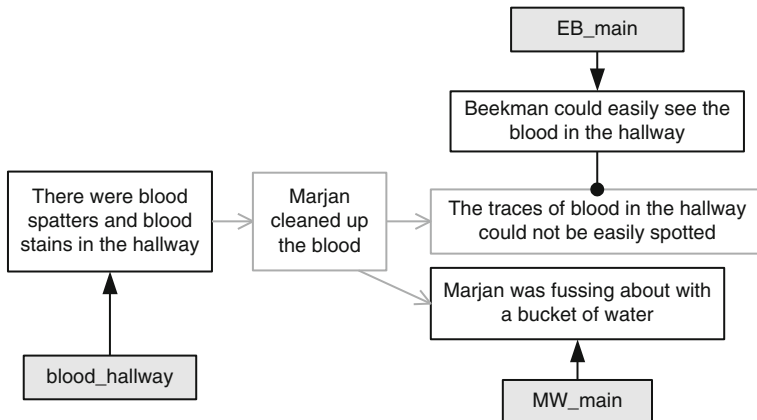 EB_main
Beekman could easily see the
blood in the hallway
There were blood
spatters and blood
stains in the hallway
Marjan
cleaned up
the blood
The traces of blood in the hallway
could not be easily spotted
Marjan was fussing about with
a bucket of water
blood_hallway
MW_main